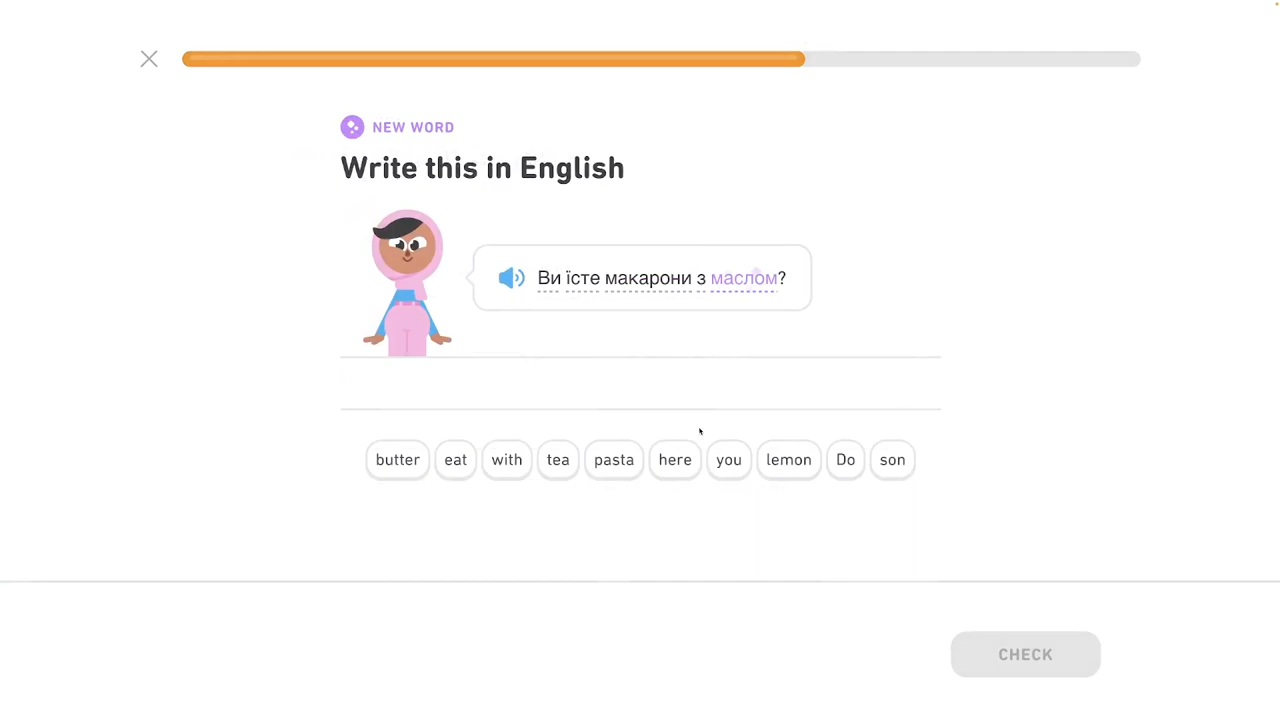 NEW WORD
Write this in English
Ви їсте макарони з маслом?
butter eat with tea pasta here you lemon Do son
CHECK